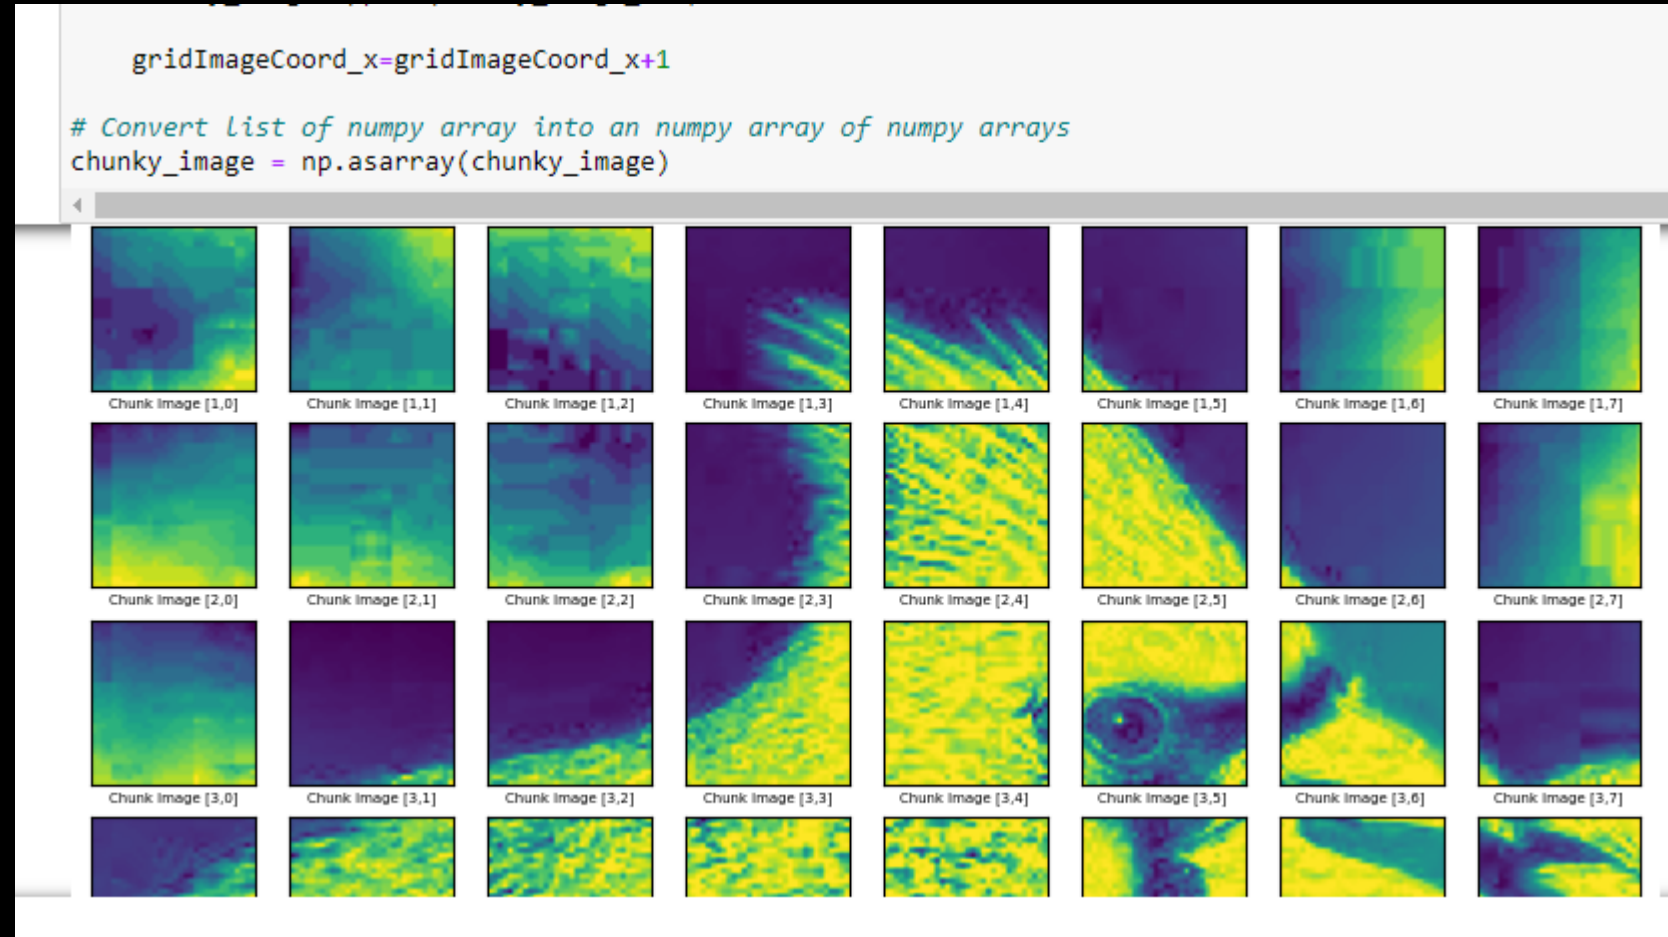 gridImageCoord_x=gridImageCoord_x+1
# Convert list of numpy array into an numpy array of numpy arrays
chunky_image = np.asarray(chunky_image)
Chunk Image [1,0] Chunk Image [1,1] Chunk Image [1,2] Chunk Image [1,3] Chunk Image [1,4] Chunk Image [1,5] Chunk Image [1,6] Chunk Image [1,7]
Chunk Image [2,0] Chunk Image [2,1] Chunk Image [2,2] Chunk Image [2,3] Chunk Image [2,4] Chunk Image [2,5] Chunk Image [2,6] Chunk Image [2,7]
Chunk Image [3,0] Chunk Image [3,1] Chunk Image [3,2] Chunk Image [3,3] Chunk Image [3,4] Chunk Image [3,5] Chunk Image [3,6] Chunk Image [3,7]